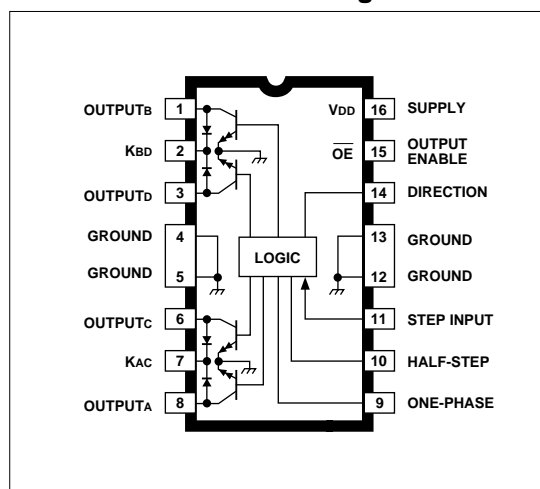 OUTPUTB 1
KBD 2
OUTPUTD 3
GROUND 4
GROUND 5
OUTPUTC 6
KAC 7
OUTPUTA 8
LOGIC
VDD 16 SUPPLY
OE 15 OUTPUT
ENABLE
14 DIRECTION
13 GROUND
12 GROUND
11 STEP INPUT
10 HALF-STEP
9 ONE-PHASE